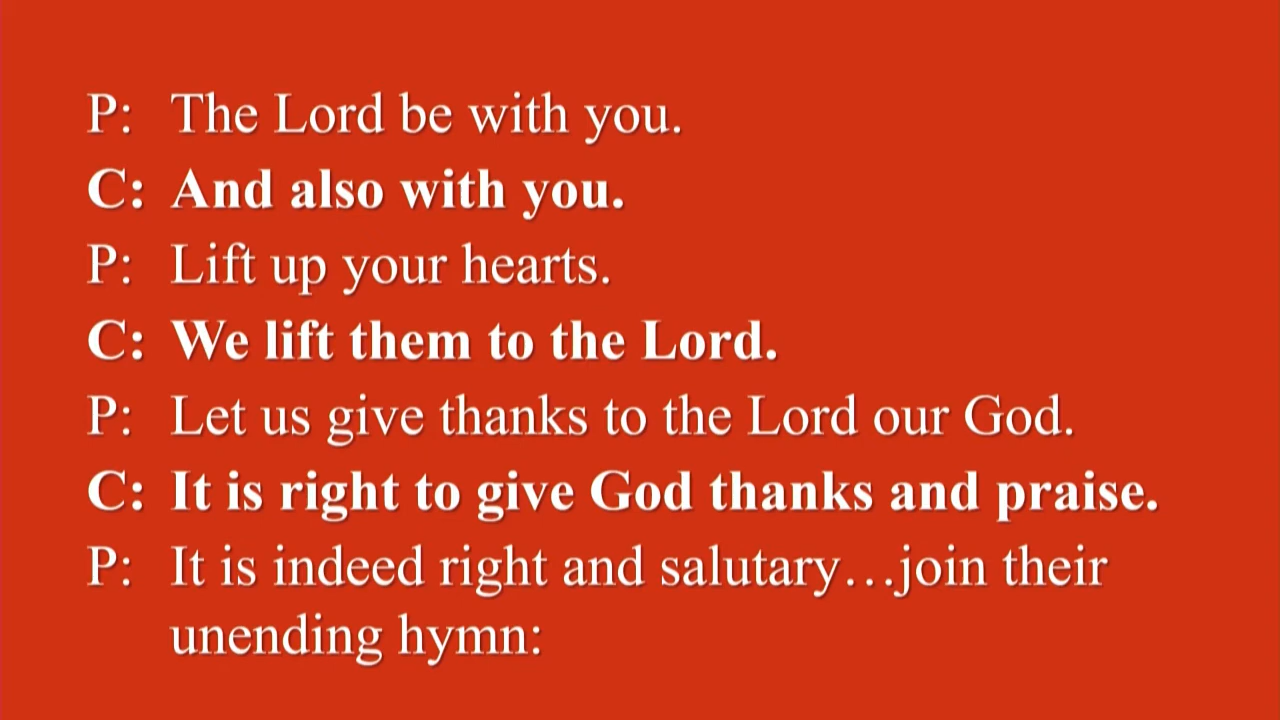 P: The Lord be with you.
C: And also with you.
P: Lift up your hearts.
C: We lift them to the Lord.
P: Let us give thanks to the Lord our God.
C: It is right to give God thanks and praise.
P: It is indeed right and salutary…join their
unending hymn: